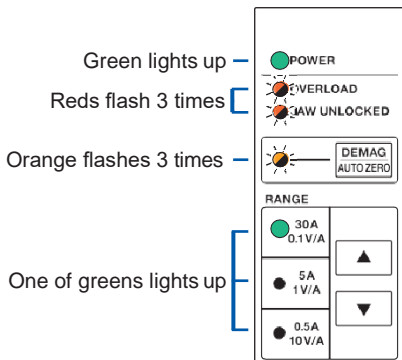 Green lights up
POWER
OVERLOAD
Reds flash 3 times
JAW UNLOCKED
Orange flashes 3 times
DEMAG
AUTO ZERO
RANGE
30A
0.1V/A
5A
1V/A
One of greens lights up
0.5A
10V/A